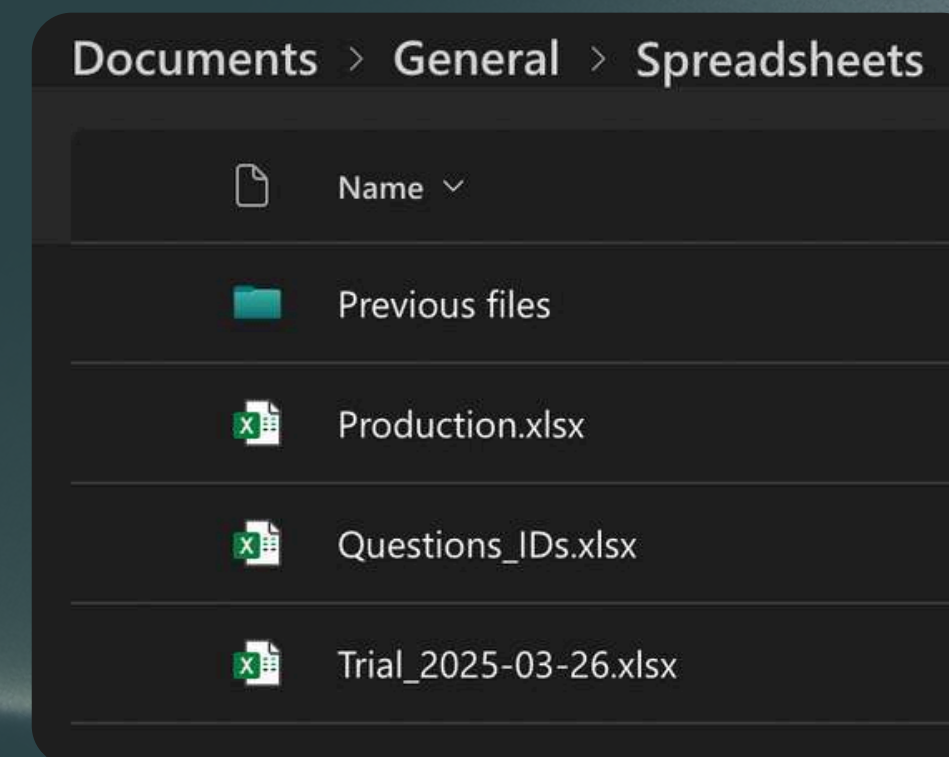 Documents > General > Spreadsheets
Name
Previous files
Production.xlsx
Questions_IDs.xlsx
Trial_2025-03-26.xlsx